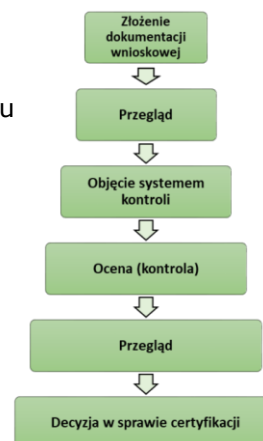 Złożenie
dokumentacji
wnioskowej
u
Przegląd
Objęcie systemem
kontroli
Ocena (kontrola)
Przegląd
Decyzja w sprawie certyfikacji